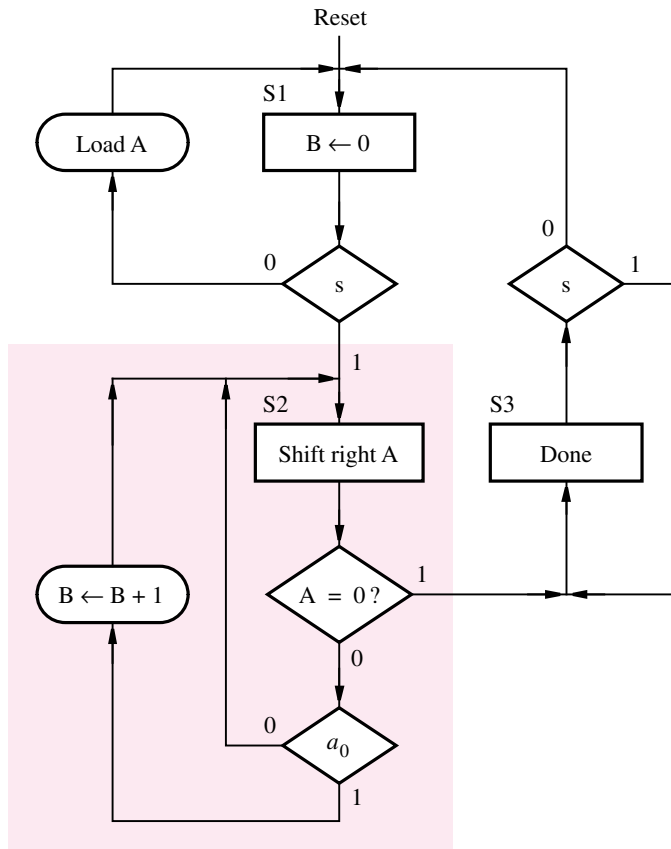 Reset
S1
Load A
B ← 0
0
s
0
1
s
1
S2
S3
Shift right A
Done
B ← B + 1
A = 0 ?
1
0
0
a0
1